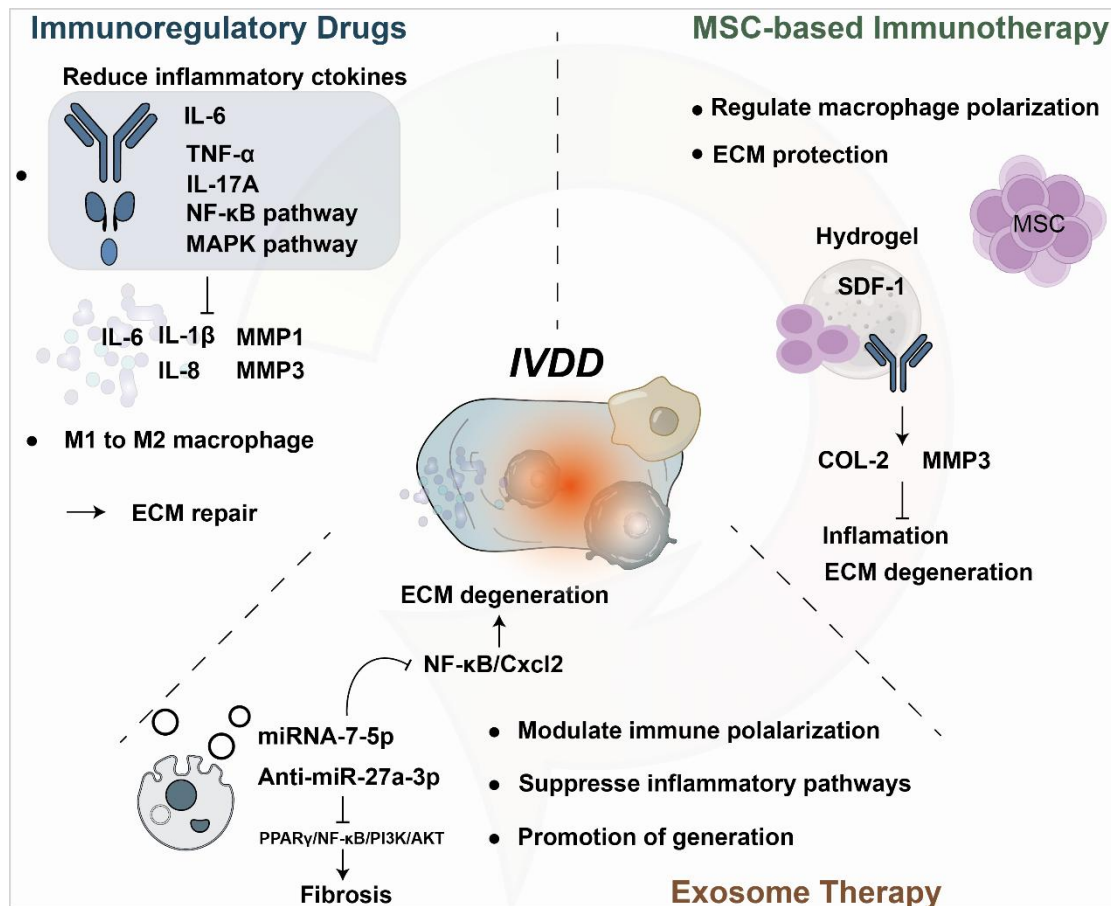 Immunoregulatory Drugs
Reduce inflammatory ctokines
IL-6
TNF-α
IL-17A
NF-κB pathway
MAPK pathway
IL-6 IL-1β MMP1
IL-8 MMP3
• M1 to M2 macrophage
→ ECM repair
MSC-based Immunotherapy
• Regulate macrophage polarization
• ECM protection
MSC
Hydrogel
SDF-1
COL-2 MMP3
Inflamation
ECM degeneration
IVDD
ECM degeneration
NF-κB/Cxcl2
miRNA-7-5p
Anti-miR-27a-3p
PPARγ/NF-κB/PI3K/AKT
Fibrosis
• Modulate immune polalarization
• Suppresse inflammatory pathways
• Promotion of generation
Exosome Therapy